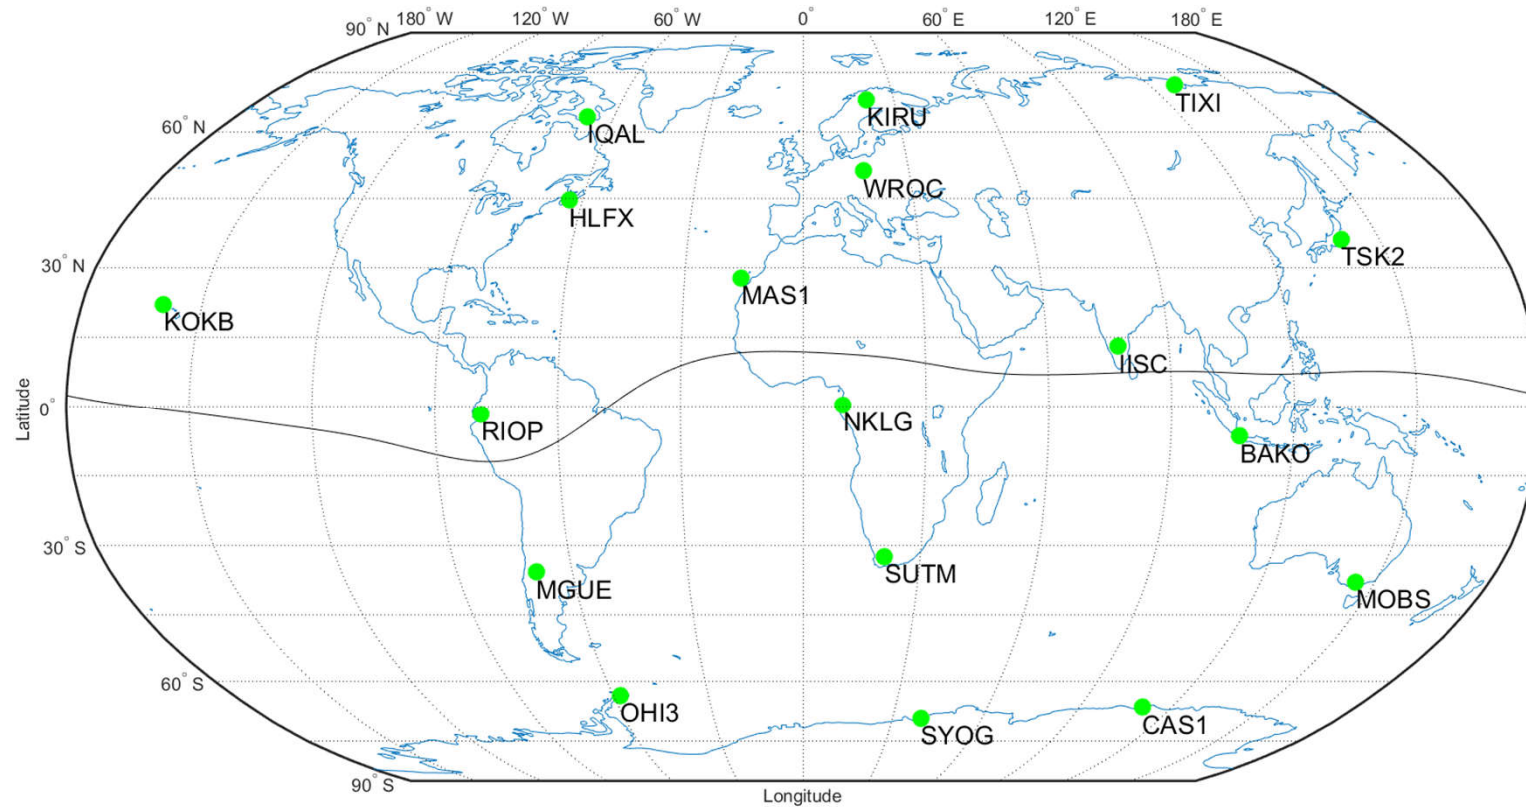 180° W 120° W 60° W 0° 60° E 120° E 180° E
90° N
TIXI
KIRU
60° N
IQAL
WROC
HLFX
TSK2
30° N
MAS1
KOKB
IISC
Latitude
0°
NKLG
RIOP
BAKO
30° S
SUTM
MGUE
MOBS
60° S
OHI3
CAS1
SYOG
90° S
Longitude